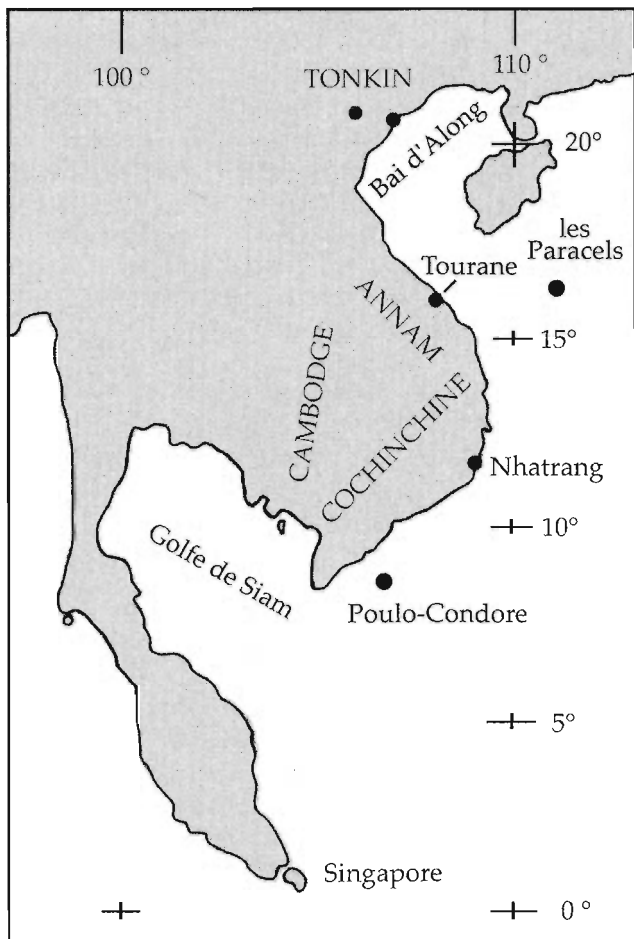 100 °
110 °
TONKIN
Bai d'Along
20°
les
Paracels
Tourane
ANNAM
15°
CAMBODGE
COCHINCHINE
Nhatrang
10°
Golfe de Siam
Poulo-Condore
5°
Singapore
0 °